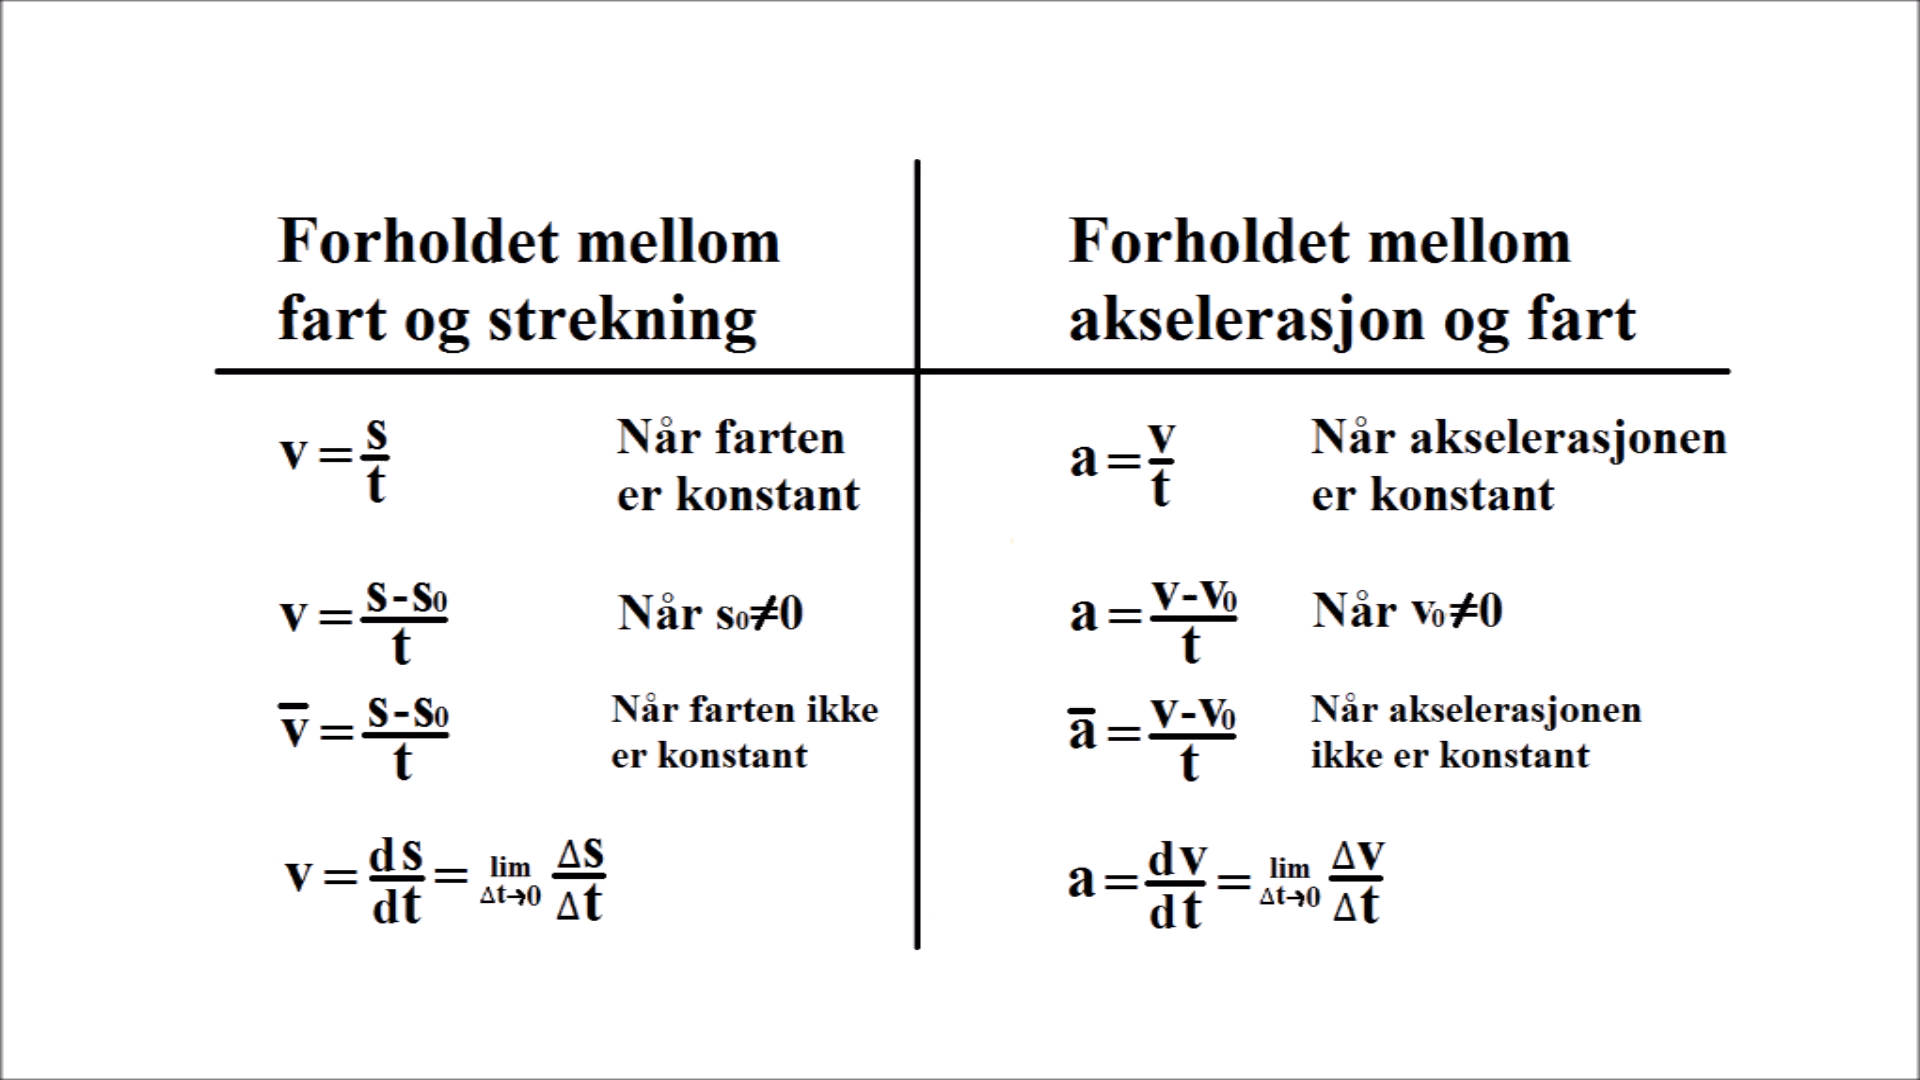 Forholdet mellom
fart og strekning
v = s/t
Når farten
er konstant
v = s-s₀/t
Når s₀≠0
v̅ = s-s₀/t
Når farten ikke
er konstant
v = ds/dt = lim Δt→0 Δs/Δt
Forholdet mellom
akselerasjon og fart
a = v/t
Når akselerasjonen
er konstant
a = v-v₀/t
Når v₀≠0
a̅ = v-v₀/t
Når akselerasjonen
ikke er konstant
a = dv/dt = lim Δt→0 Δv/Δt